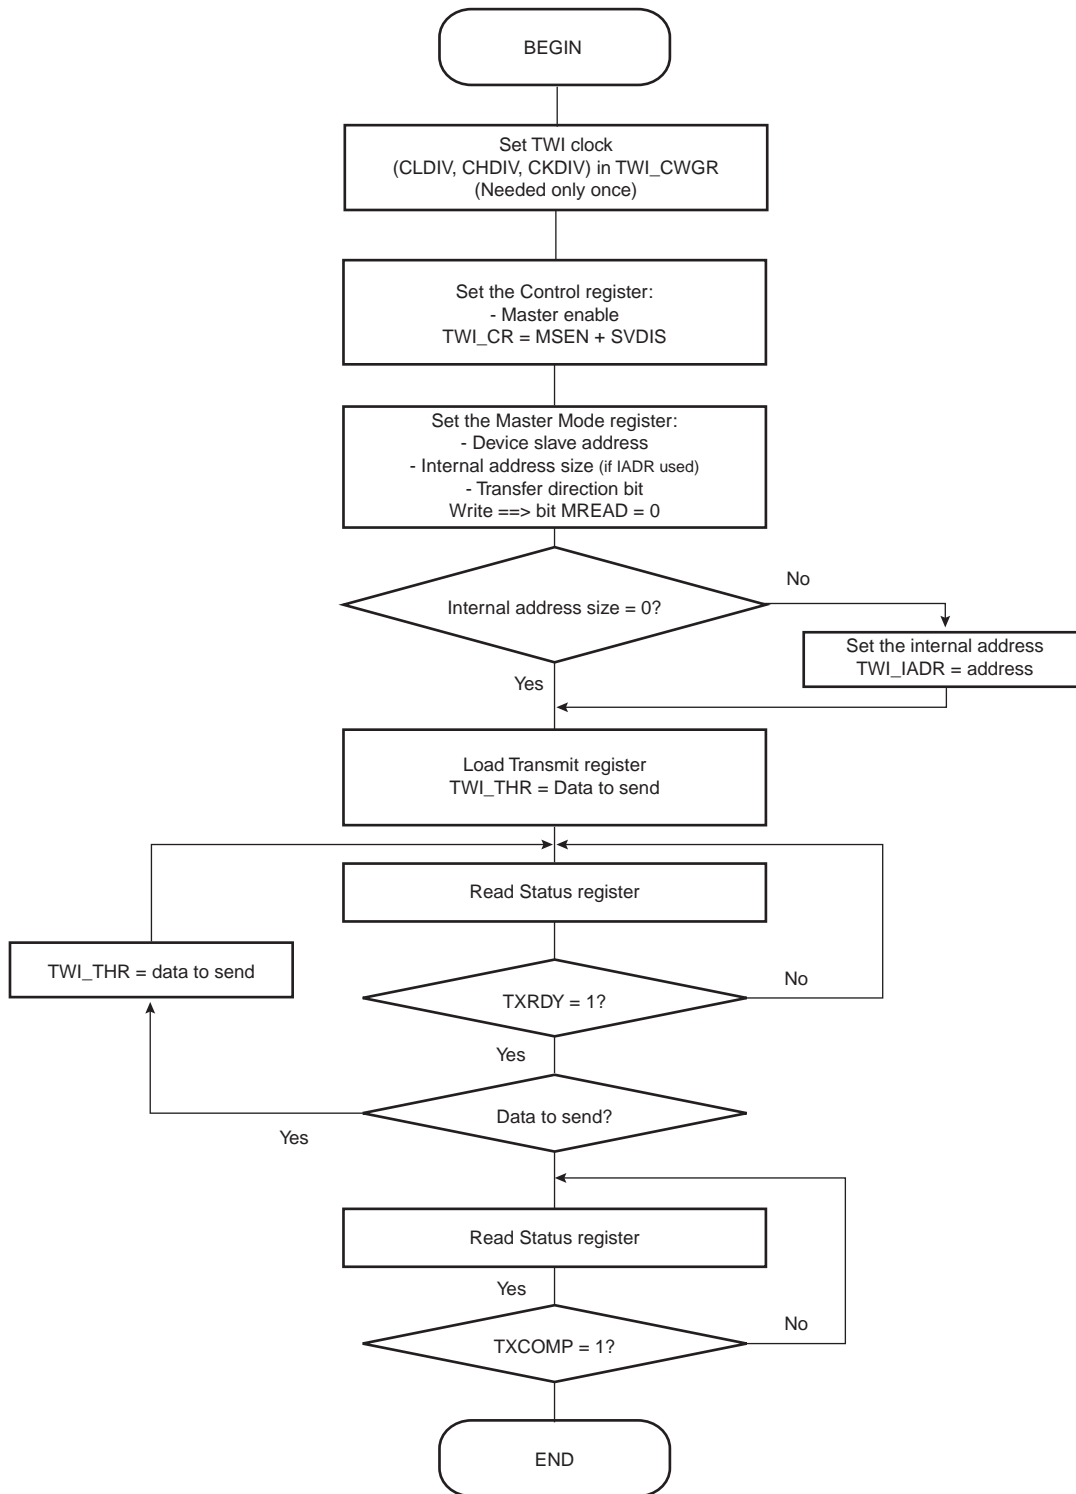 BEGIN
Set TWI clock
(CLDIV, CHDIV, CKDIV) in TWI_CWGR
(Needed only once)
Set the Control register:
- Master enable
TWI_CR = MSEN + SVDIS
Set the Master Mode register:
- Device slave address
- Internal address size (if IADR used)
- Transfer direction bit
Write ==> bit MREAD = 0
No
Internal address size = 0?
Set the internal address
TWI_IADR = address
Yes
Load Transmit register
TWI_THR = Data to send
Read Status register
TWI_THR = data to send
No
TXRDY = 1?
Yes
Data to send?
Yes
Read Status register
Yes
No
TXCOMP = 1?
END